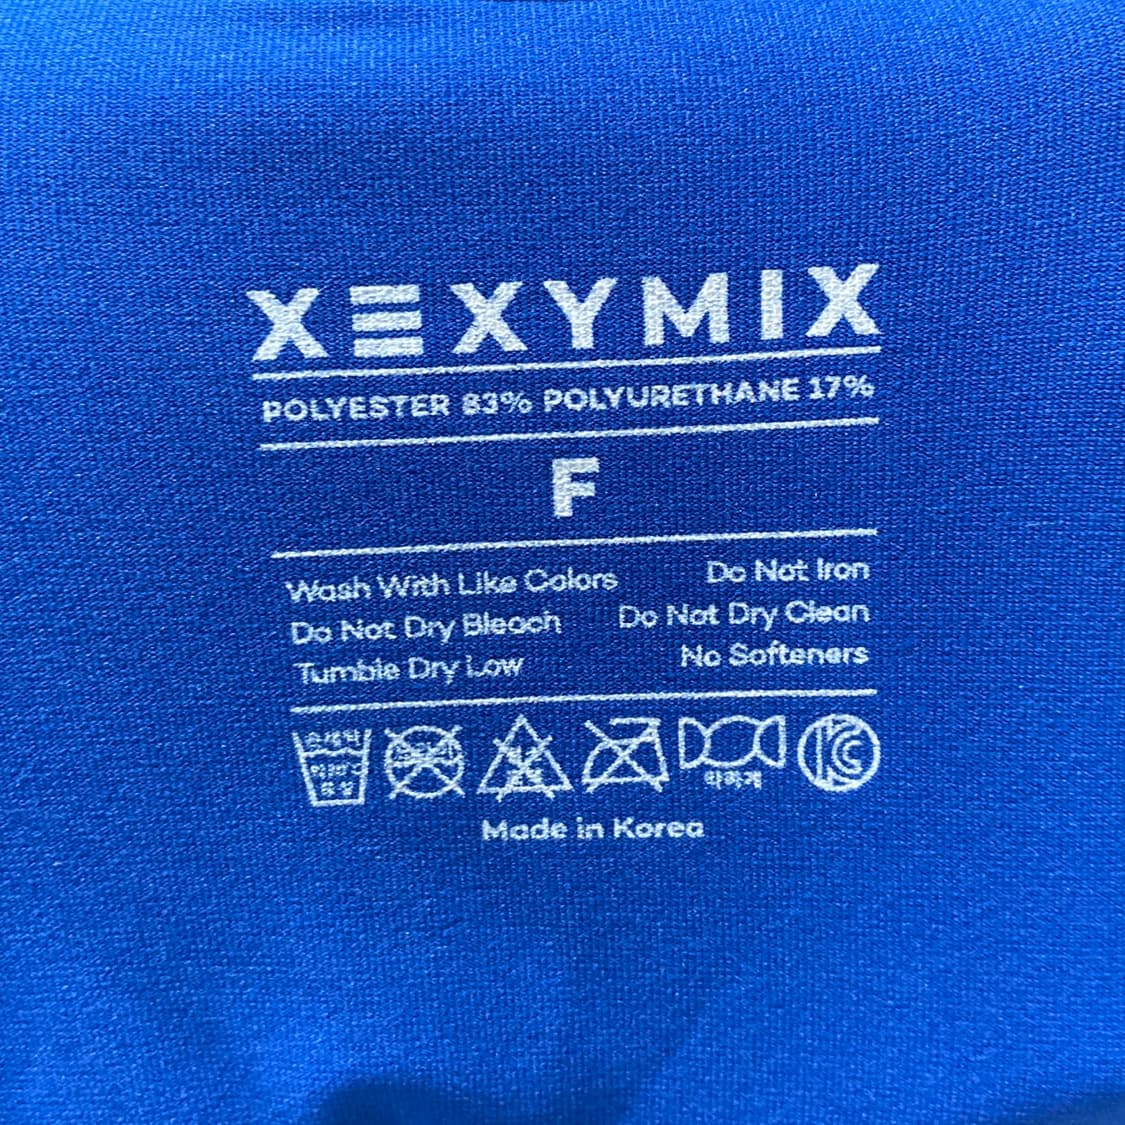 XEXYMIX
POLYESTER 83% POLYURETHANE 17%
F
Wash With Like Colors Do Not Iron
Do Not Dry Bleach Do Not Dry Clean
Tumble Dry Low No Softeners
Made in Korea